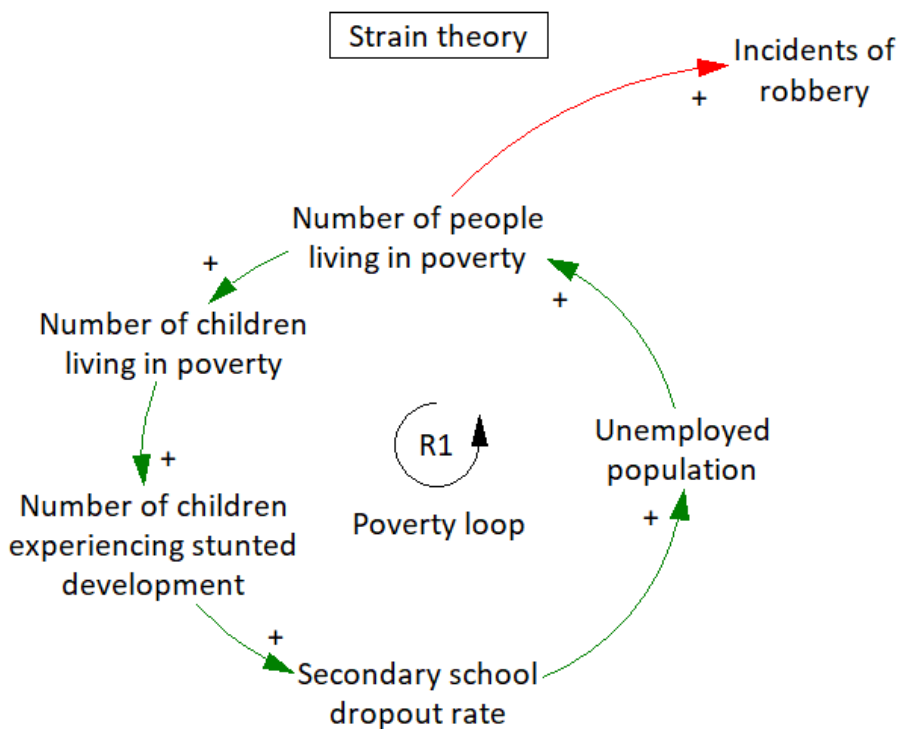 Strain theory
Incidents of
robbery
+
Number of people
living in poverty
+
+
Number of children
living in poverty
R1
Unemployed
population
+
Number of children
experiencing stunted
development
Poverty loop
+
+
Secondary school
dropout rate